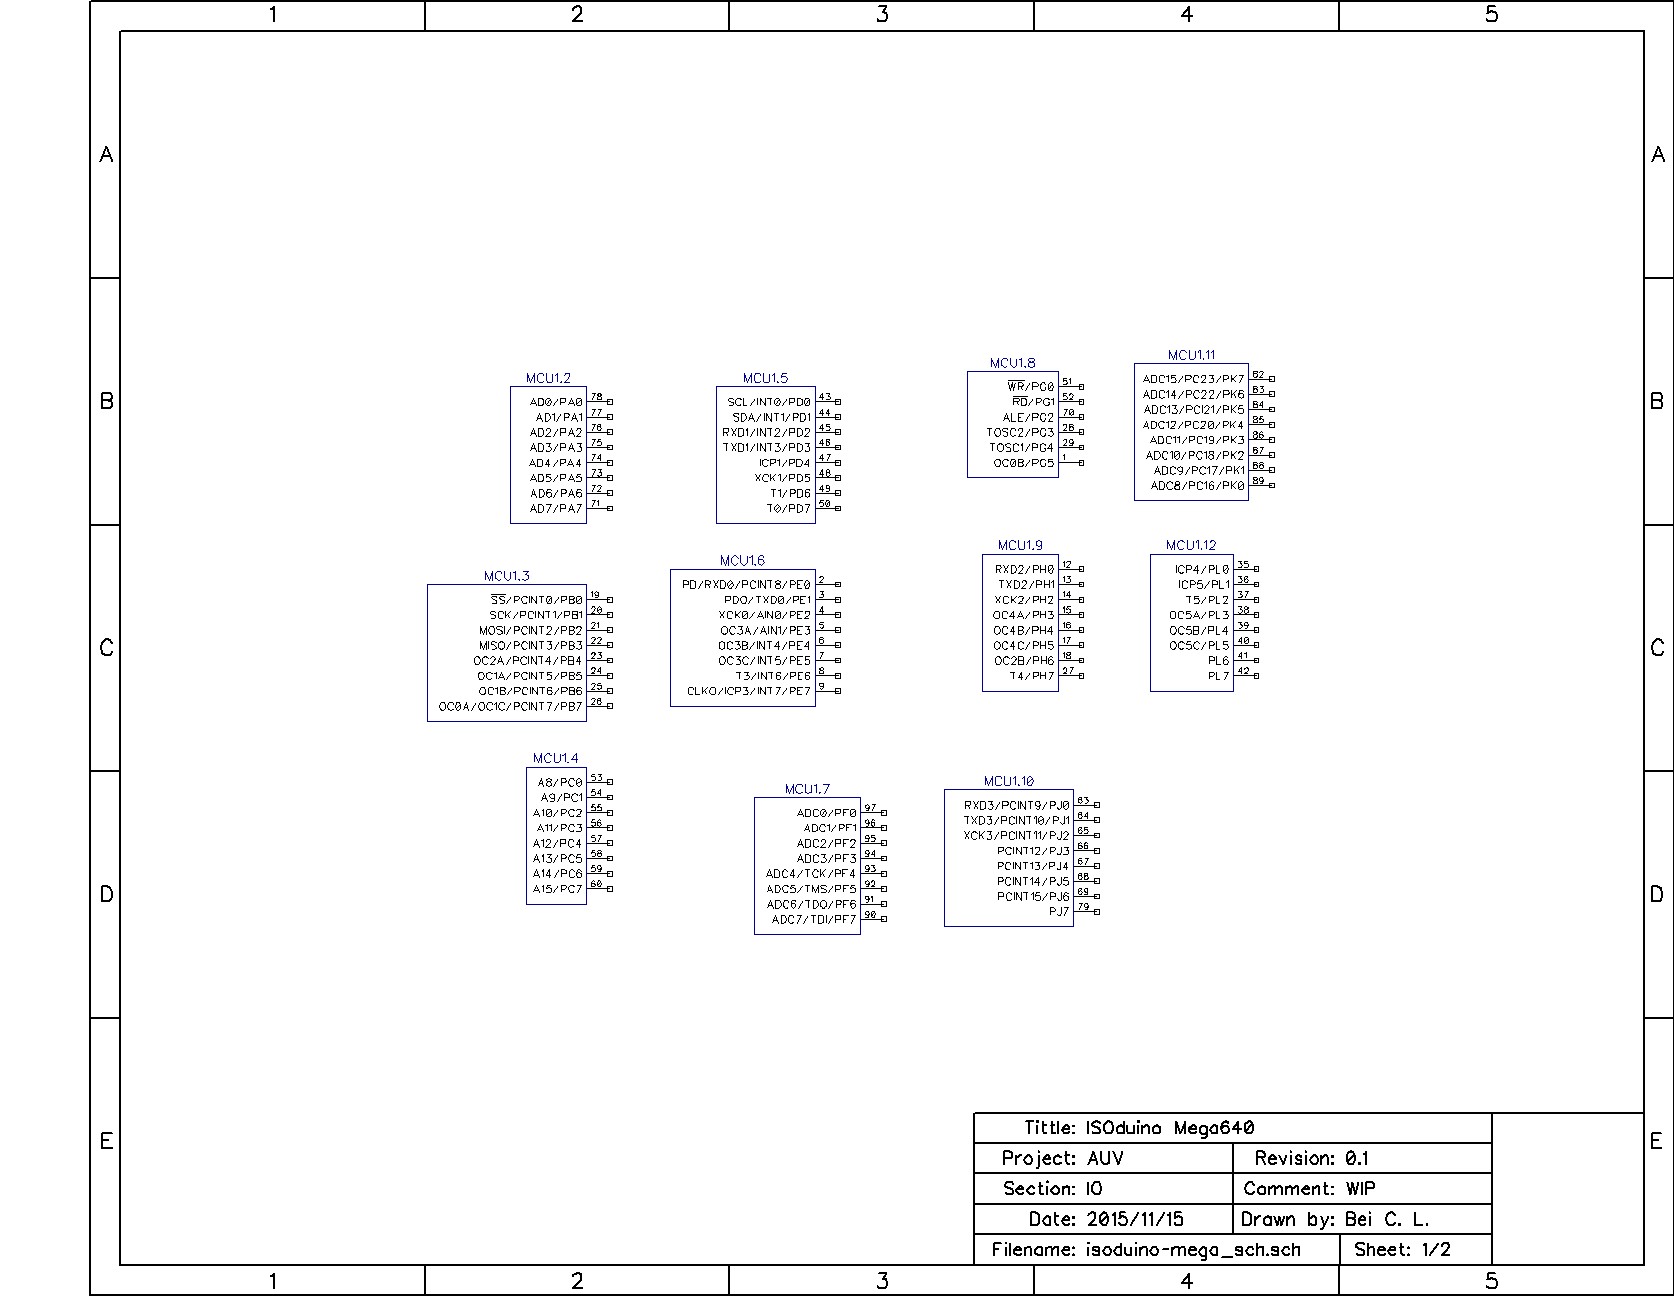 1 2 3 4 5
A A
B B
C C
D D
E E
MCU1.2
AD0/PA0 78
AD1/PA1 77
AD2/PA2 76
AD3/PA3 75
AD4/PA4 74
AD5/PA5 73
AD6/PA6 72
AD7/PA7 71
MCU1.5
SCL/INT0/PD0 43
SDA/INT1/PD1 44
RXD1/INT2/PD2 45
TXD1/INT3/PD3 46
ICP1/PD4 47
XCK1/PD5 48
T1/PD6 49
T0/PD7 50
MCU1.8
WR/PG0 51
RD/PG1 52
ALE/PG2 70
TOSC2/PG3 28
TOSC1/PG4 29
OC0B/PG5 1
MCU1.11
ADC15/PC23/PK7 82
ADC14/PC22/PK6 83
ADC13/PCI21/PK5 84
ADC12/PC20/PK4 85
ADC11/PC19/PK3 86
ADC10/PC18/PK2 87
ADC9/PC17/PK1 88
ADC8/PC16/PK0 89
MCU1.3
SS/PCINT0/PB0 19
SCK/PCINT1/PB1 20
MOSI/PCINT2/PB2 21
MISO/PCINT3/PB3 22
OC2A/PCINT4/PB4 23
OC1A/PCINT5/PB5 24
OC1B/PCINT6/PB6 25
OC0A/OC1C/PCINT7/PB7 26
MCU1.6
PD/RXD0/PCINT8/PE0 2
PDO/TXD0/PE1 3
XCK0/AIN0/PE2 4
OC3A/AIN1/PE3 5
OC3B/INT4/PE4 6
OC3C/INT5/PE5 7
T3/INT6/PE6 8
CLKO/ICP3/INT7/PE7 9
MCU1.9
RXD2/PH0 12
TXD2/PH1 13
XCK2/PH2 14
OC4A/PH3 15
OC4B/PH4 16
OC4C/PH5 17
OC2B/PH6 18
T4/PH7 27
MCU1.12
ICP4/PL0 35
ICP5/PL1 36
T5/PL2 37
OC5A/PL3 38
OC5B/PL4 39
OC5C/PL5 40
PL6 41
PL7 42
MCU1.4
A8/PC0 53
A9/PC1 54
A10/PC2 55
A11/PC3 56
A12/PC4 57
A13/PC5 58
A14/PC6 59
A15/PC7 60
MCU1.7
ADC0/PF0 97
ADC1/PF1 96
ADC2/PF2 95
ADC3/PF3 94
ADC4/TCK/PF4 93
ADC5/TMS/PF5 92
ADC6/TDO/PF6 91
ADC7/TDI/PF7 90
MCU1.10
RXD3/PCINT9/PJ0 63
TXD3/PCINT10/PJ1 64
XCK3/PCINT11/PJ2 65
PCINT12/PJ3 66
PCINT13/PJ4 67
PCINT14/PJ5 68
PCINT15/PJ6 69
PJ7 79
Tittle: ISOduino Mega640
Project: AUV Revision: 0.1
Section: IO Comment: WIP
Date: 2015/11/15 Drawn by: Bei C. L.
Filename: isoduino-mega_sch.sch Sheet: 1/2
1 2 3 4 5